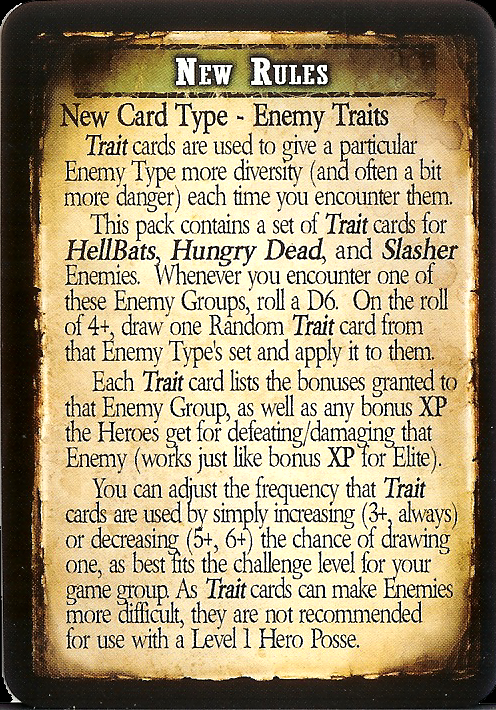 New Rules
New Card Type - Enemy Traits
Trait cards are used to give a particular
Enemy Type more diversity (and often a bit
more danger) each time you encounter them.
This pack contains a set of Trait cards for
HellBats, Hungry Dead, and Slasher
Enemies. Whenever you encounter one of
these Enemy Groups, roll a D6. On the roll
of 4+, draw one Random Trait card from
that Enemy Type's set and apply it to them.
Each Trait card lists the bonuses granted to
that Enemy Group, as well as any bonus XP
the Heroes get for defeating/damaging that
Enemy (works just like bonus XP for Elite).
You can adjust the frequency that Trait
cards are used by simply increasing (3+, always)
or decreasing (5+, 6+) the chance of drawing
one, as best fits the challenge level for your
game group. As Trait cards can make Enemies
more difficult, they are not recommended
for use with a Level 1 Hero Posse.